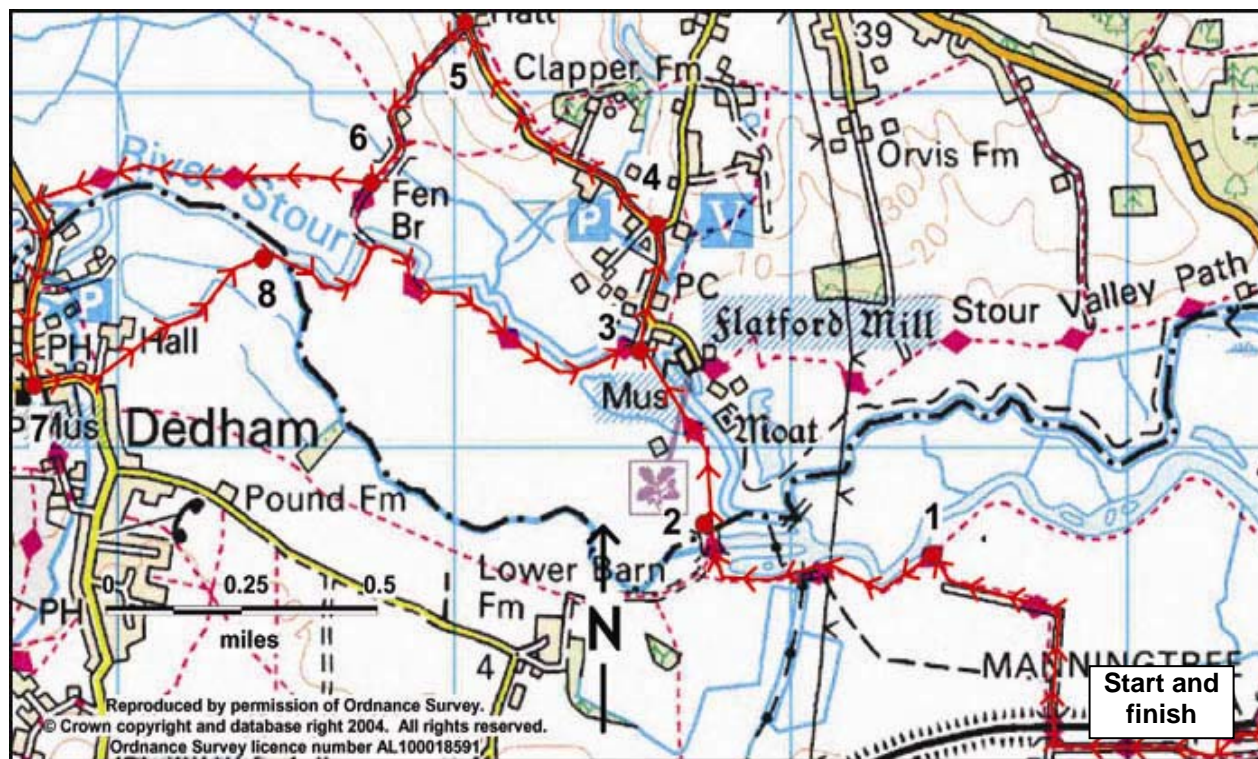 Hall
39
Clapper Fm
5
6
Orvis Fm
4
River Stour
Fen
Br
P
V
30
20
10
8
PC
P
Flatford Mill
Stour Valley Path
3
PH
Hall
Mus
Moat
7
Mus
Dedham
Pound Fm
2
1
Lower Barn
Fm
0 0.25 0.5
miles
PH
N
4
MANNINGTREE
Start and
finish
Reproduced by permission of Ordnance Survey.
© Crown copyright and database right 2004. All rights reserved.
Ordnance Survey licence number AL100018591